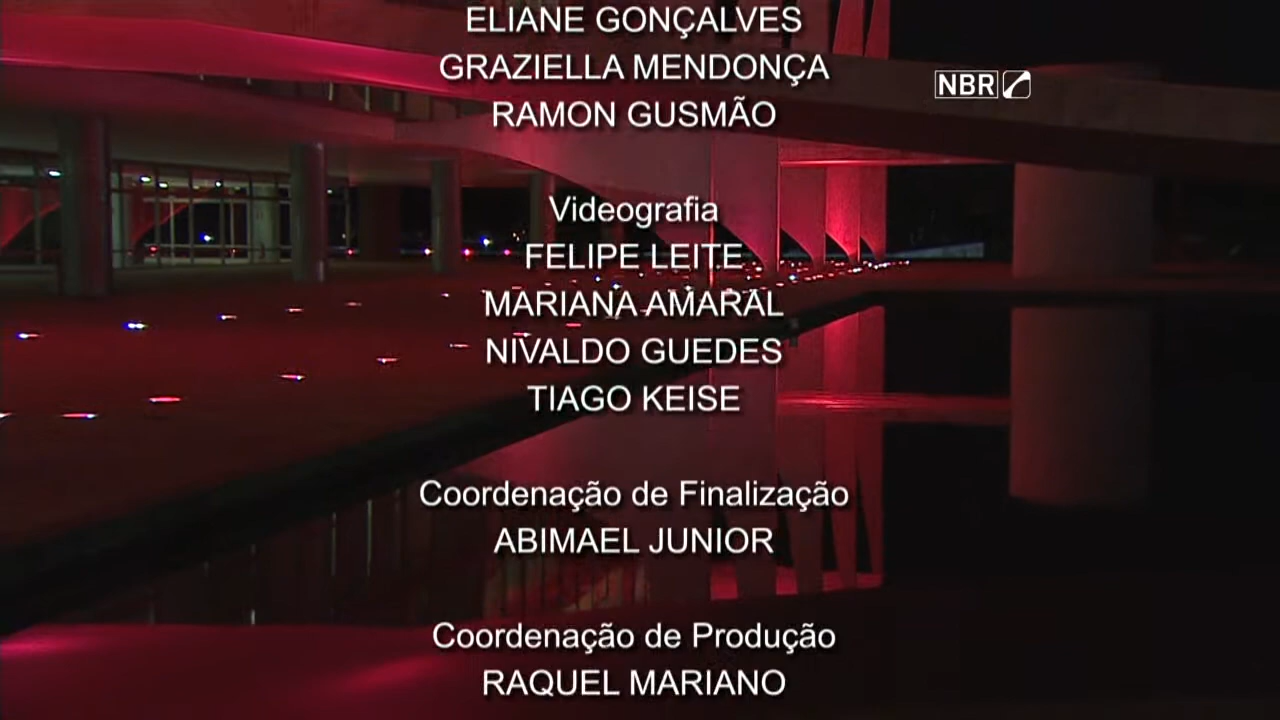 ELIANE GONÇALVES
GRAZIELLA MENDONÇA
NBR
RAMON GUSMÃO
Videografia
FELIPE LEITE
MARIANA AMARAL
NIVALDO GUEDES
TIAGO KEISE
Coordenação de Finalização
ABIMAEL JUNIOR
Coordenação de Produção
RAQUEL MARIANO